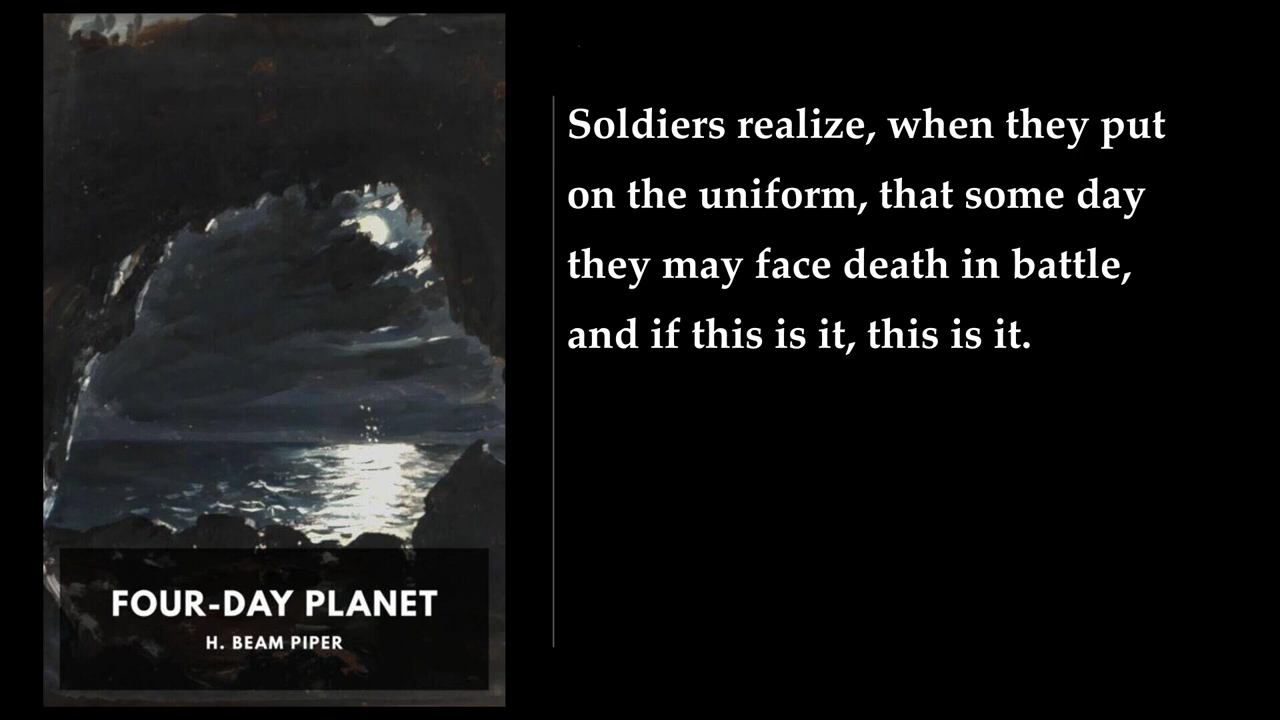 Soldiers realize, when they put
on the uniform, that some day
they may face death in battle,
and if this is it, this is it.
FOUR-DAY PLANET
H. BEAM PIPER